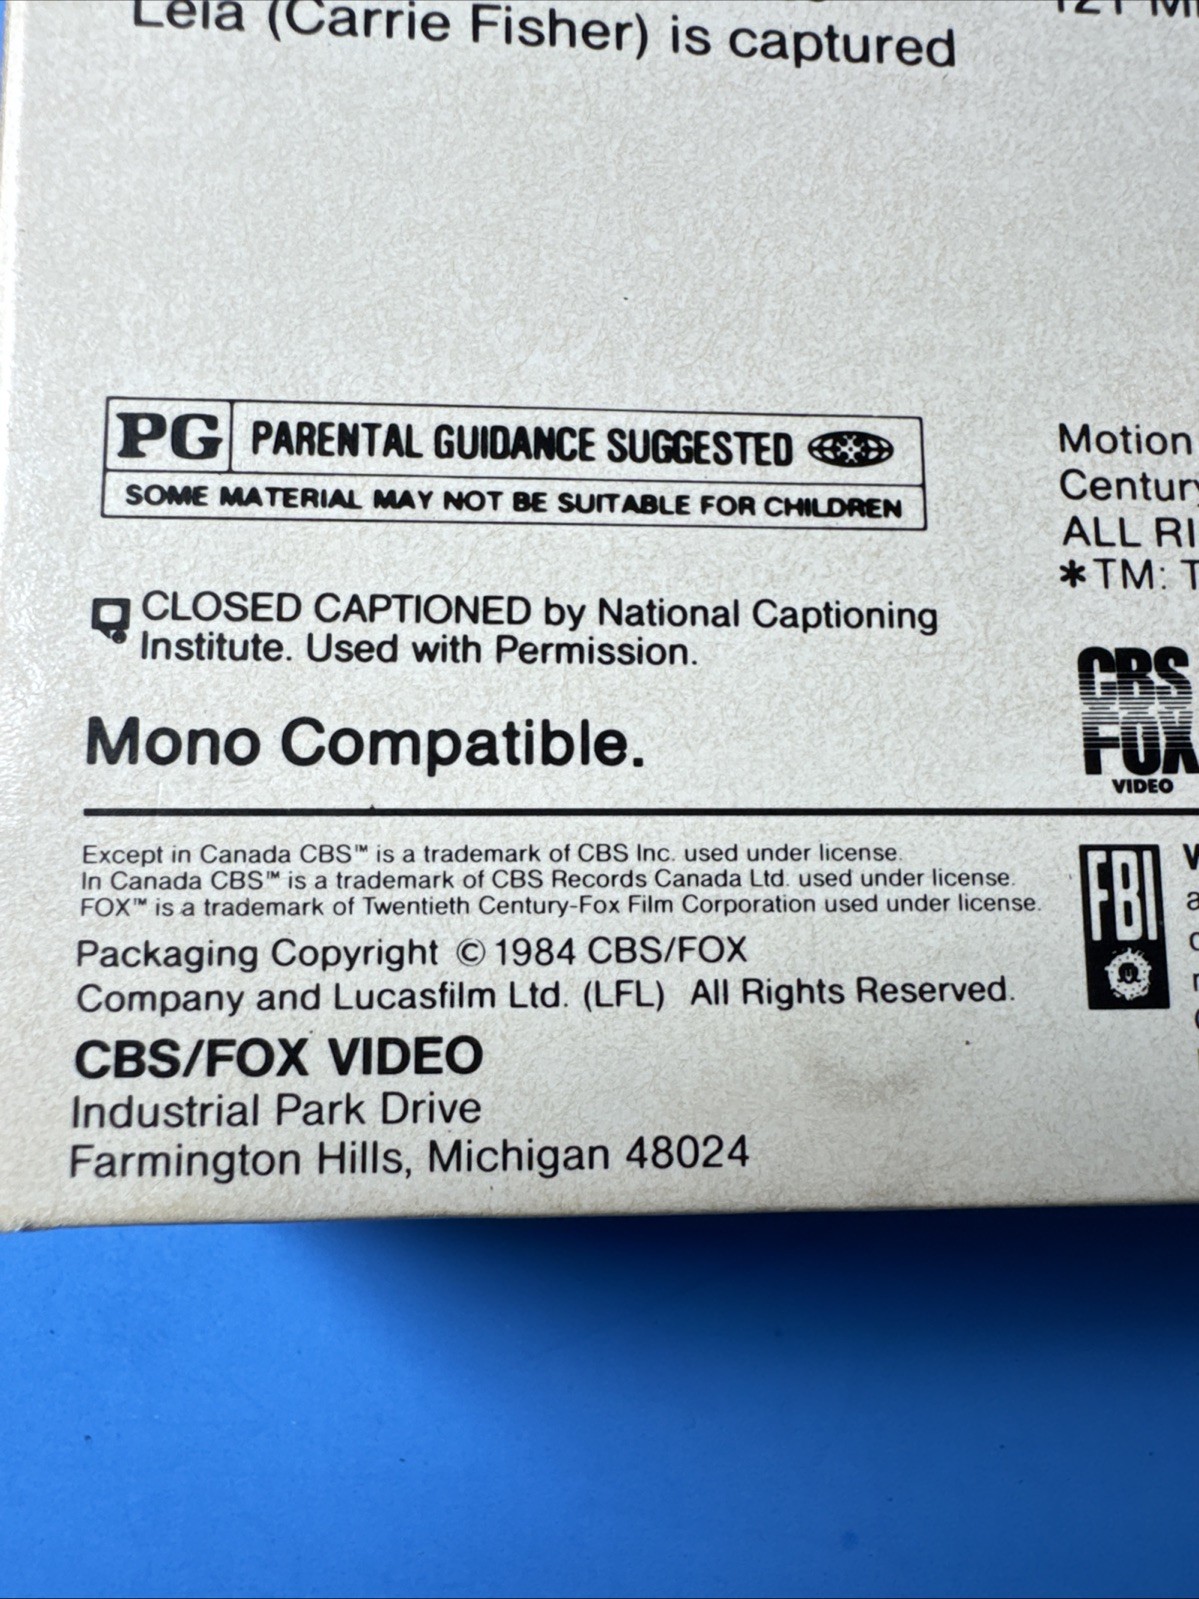 Leia (Carrie Fisher) is captured
121
PG PARENTAL GUIDANCE SUGGESTED
SOME MATERIAL MAY NOT BE SUITABLE FOR CHILDREN
CLOSED CAPTIONED by National Captioning
Institute. Used with Permission.
Mono Compatible.
Motion
Century
ALL
*TM:
CBS
FOX
VIDEO
Except in Canada CBS™ is a trademark of CBS Inc. used under license.
In Canada CBS™ is a trademark of CBS Records Canada Ltd. used under license.
FOX™ is a trademark of Twentieth Century-Fox Film Corporation used under license.
Packaging Copyright © 1984 CBS/FOX
Company and Lucasfilm Ltd. (LFL) All Rights Reserved.
CBS/FOX VIDEO
Industrial Park Drive
Farmington Hills, Michigan 48024
FBI